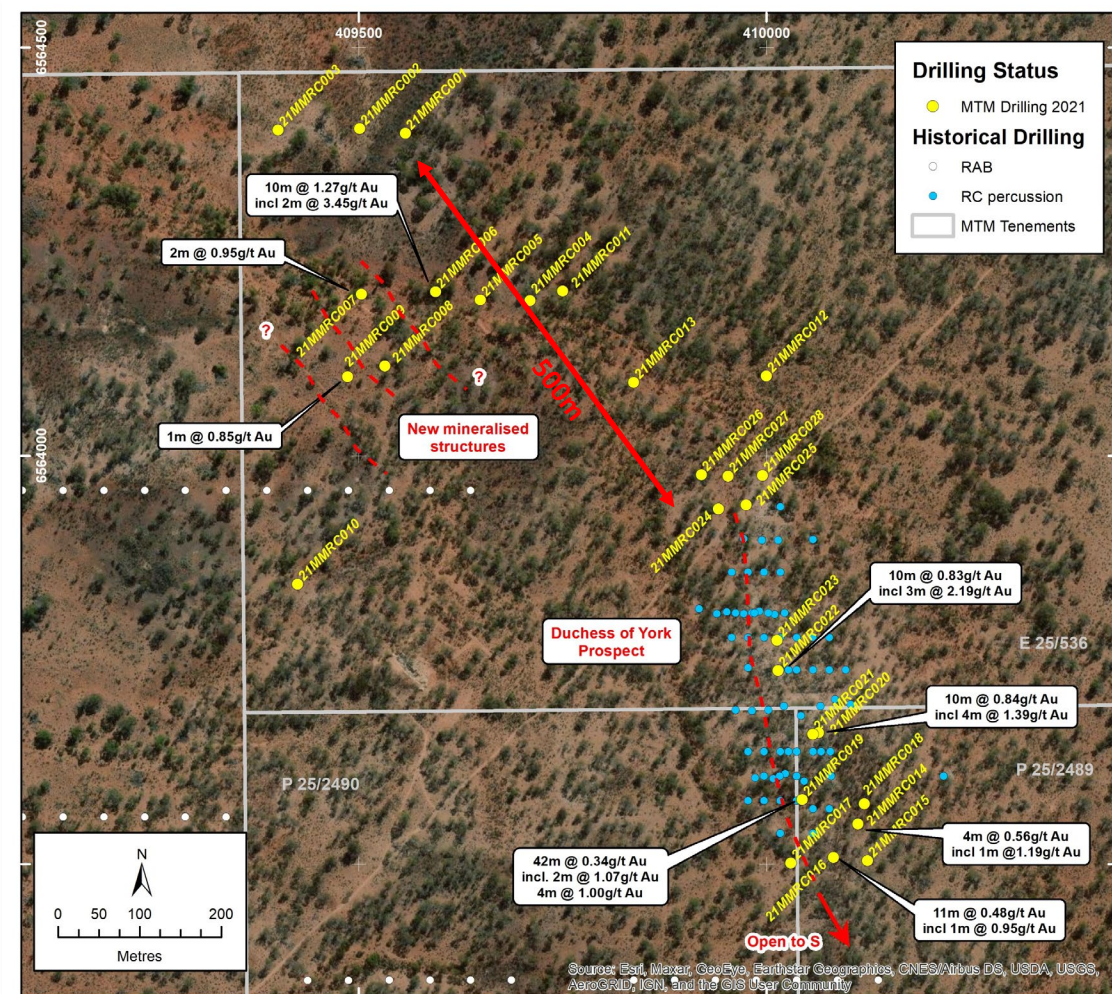 409500
410000
6564500
6564000
Drilling Status
MTM Drilling 2021
Historical Drilling
RAB
RC percussion
MTM Tenements
21MMRC003
21MMRC002
21MMRC001
10m @ 1.27g/t Au
incl 2m @ 3.45g/t Au
2m @ 0.95g/t Au
21MMRC006
21MMRC005
21MMRC004
21MMRC011
21MMRC007
21MMRC009
21MMRC008
?
?
500m
21MMRC013
21MMRC012
1m @ 0.85g/t Au
New mineralised
structures
21MMRC026
21MMRC027
21MMRC028
21MMRC025
21MMRC024
21MMRC010
10m @ 0.83g/t Au
incl 3m @ 2.19g/t Au
21MMRC023
21MMRC022
Duchess of York
Prospect
E 25/536
21MMRC021
21MMRC020
10m @ 0.84g/t Au
incl 4m @ 1.39g/t Au
21MMRC019
21MMRC018
P 25/2490
P 25/2489
21MMRC014
21MMRC015
21MMRC017
21MMRC016
4m @ 0.56g/t Au
incl 1m @1.19g/t Au
42m @ 0.34g/t Au
incl. 2m @ 1.07g/t Au
4m @ 1.00g/t Au
11m @ 0.48g/t Au
incl 1m @ 0.95g/t Au
Open to S
N
0 50 100 200
Metres
Source: Esri, Maxar, GeoEye, Earthstar Geographics, CNES/Airbus DS, USDA, USGS,
AeroGRID, IGN, and the GIS User Community